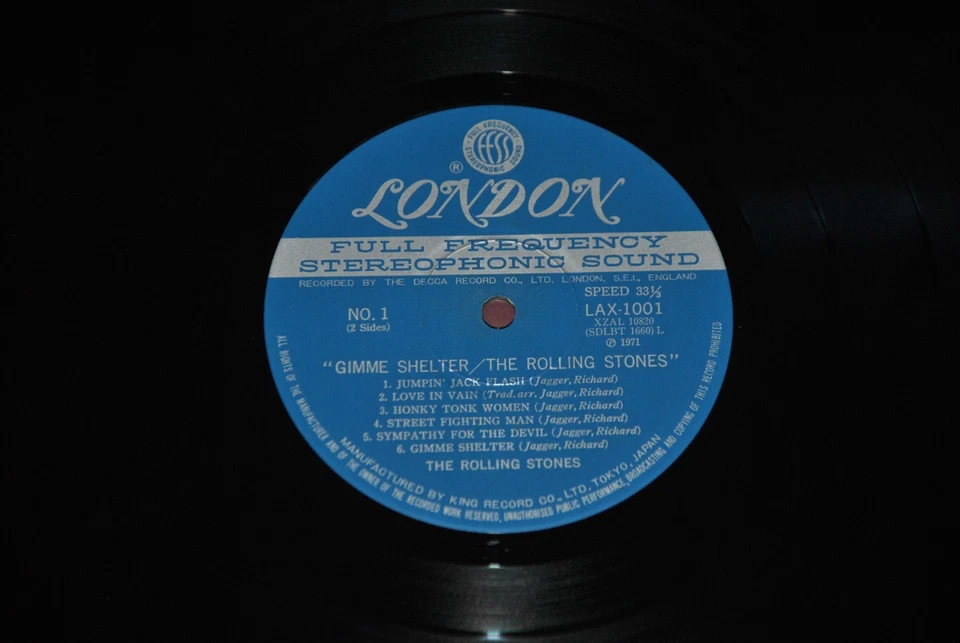 FULL FREQUENCY
ffss
STEREOPHONIC SOUND
®
LONDON
FULL FREQUENCY
STEREOPHONIC SOUND
RECORDED BY THE DECCA RECORD CO., LTD. LONDON, S.E.I., ENGLAND
SPEED 33⅓
NO. 1
LAX-1001
(2 Sides)
XZAL 10820
(SDLBT 1660) L
Ⓟ 1971
"GIMME SHELTER/THE ROLLING STONES"
1. JUMPIN' JACK FLASH (Jagger, Richard)
2. LOVE IN VAIN (Trad. arr. Jagger, Richard)
3. HONKY TONK WOMEN (Jagger, Richard)
4. STREET FIGHTING MAN (Jagger, Richard)
5. SYMPATHY FOR THE DEVIL (Jagger, Richard)
6. GIMME SHELTER (Jagger, Richard)
THE ROLLING STONES
MANUFACTURED BY KING RECORD CO., LTD. TOKYO, JAPAN
ALL RIGHTS OF THE MANUFACTURER AND OF THE OWNER OF THE RECORDED WORK RESERVED, UNAUTHORISED PUBLIC PERFORMANCE, BROADCASTING AND COPYING OF THIS RECORD PROHIBITED